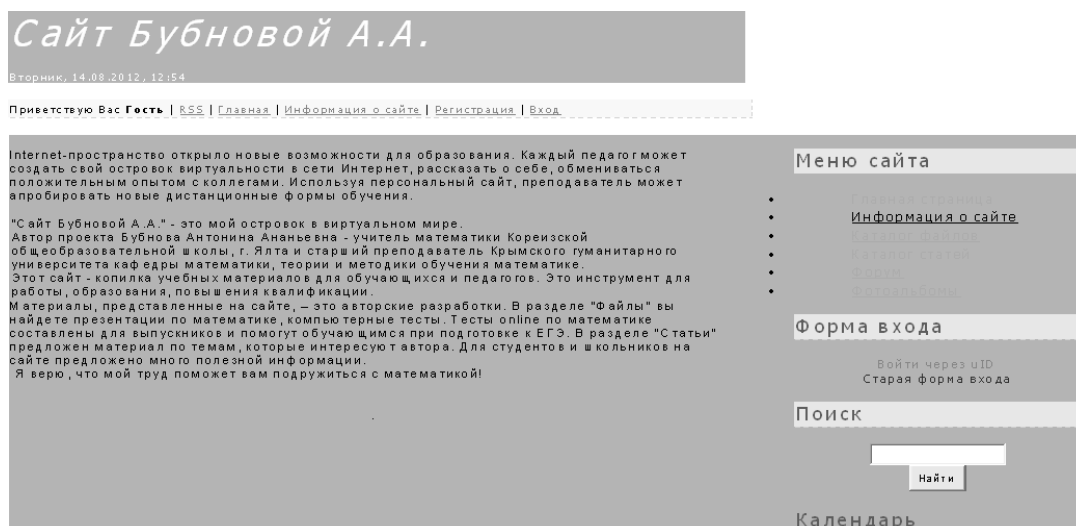 Сайт Бубновой А.А.
Вторник, 14.08.2012, 12:54
Приветствую Вас Гость | RSS | Главная | Информация о сайте | Регистрация | Вход
Internet-пространство открыло новые возможности для образования. Каждый педагог может
создать свой островок виртуальности в сети Интернет, рассказать о себе, обмениваться
положительным опытом с коллегами. Используя персональный сайт, преподаватель может
апробировать новые дистанционные формы обучения.
"Сайт Бубновой А.А." - это мой островок в виртуальном мире.
Автор проекта Бубнова Антонина Ананьевна - учитель математики Кореизской
общеобразовательной школы, г. Ялта и старший преподаватель Крымского гуманитарного
университета кафедры математики, теории и методики обучения математике.
Этот сайт - копилка учебных материалов для обучающихся и педагогов. Это инструмент для
работы, образования, повышения квалификации.
Материалы, представленные на сайте, – это авторские разработки. В разделе "Файлы" вы
найдете презентации по математике, компьютерные тесты. Тесты online по математике
составлены для выпускников и помогут обучающимся при подготовке к ЕГЭ. В разделе "Статьи"
предложен материал по темам, которые интересуют автора. Для студентов и школьников на
сайте предложено много полезной информации.
Я верю, что мой труд поможет вам подружиться с математикой!
Меню сайта
Главная страница
Информация о сайте
Каталог файлов
Каталог статей
Форум
Фотоальбомы
Форма входа
Войти через uID
Старая форма входа
Поиск
Найти
Календарь